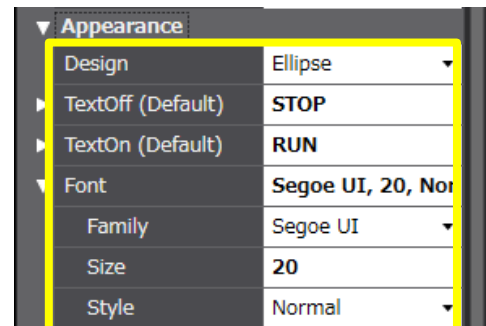 Appearance
Design Ellipse
TextOff (Default) STOP
TextOn (Default) RUN
Font Segoe UI, 20, Nor
Family Segoe UI
Size 20
Style Normal